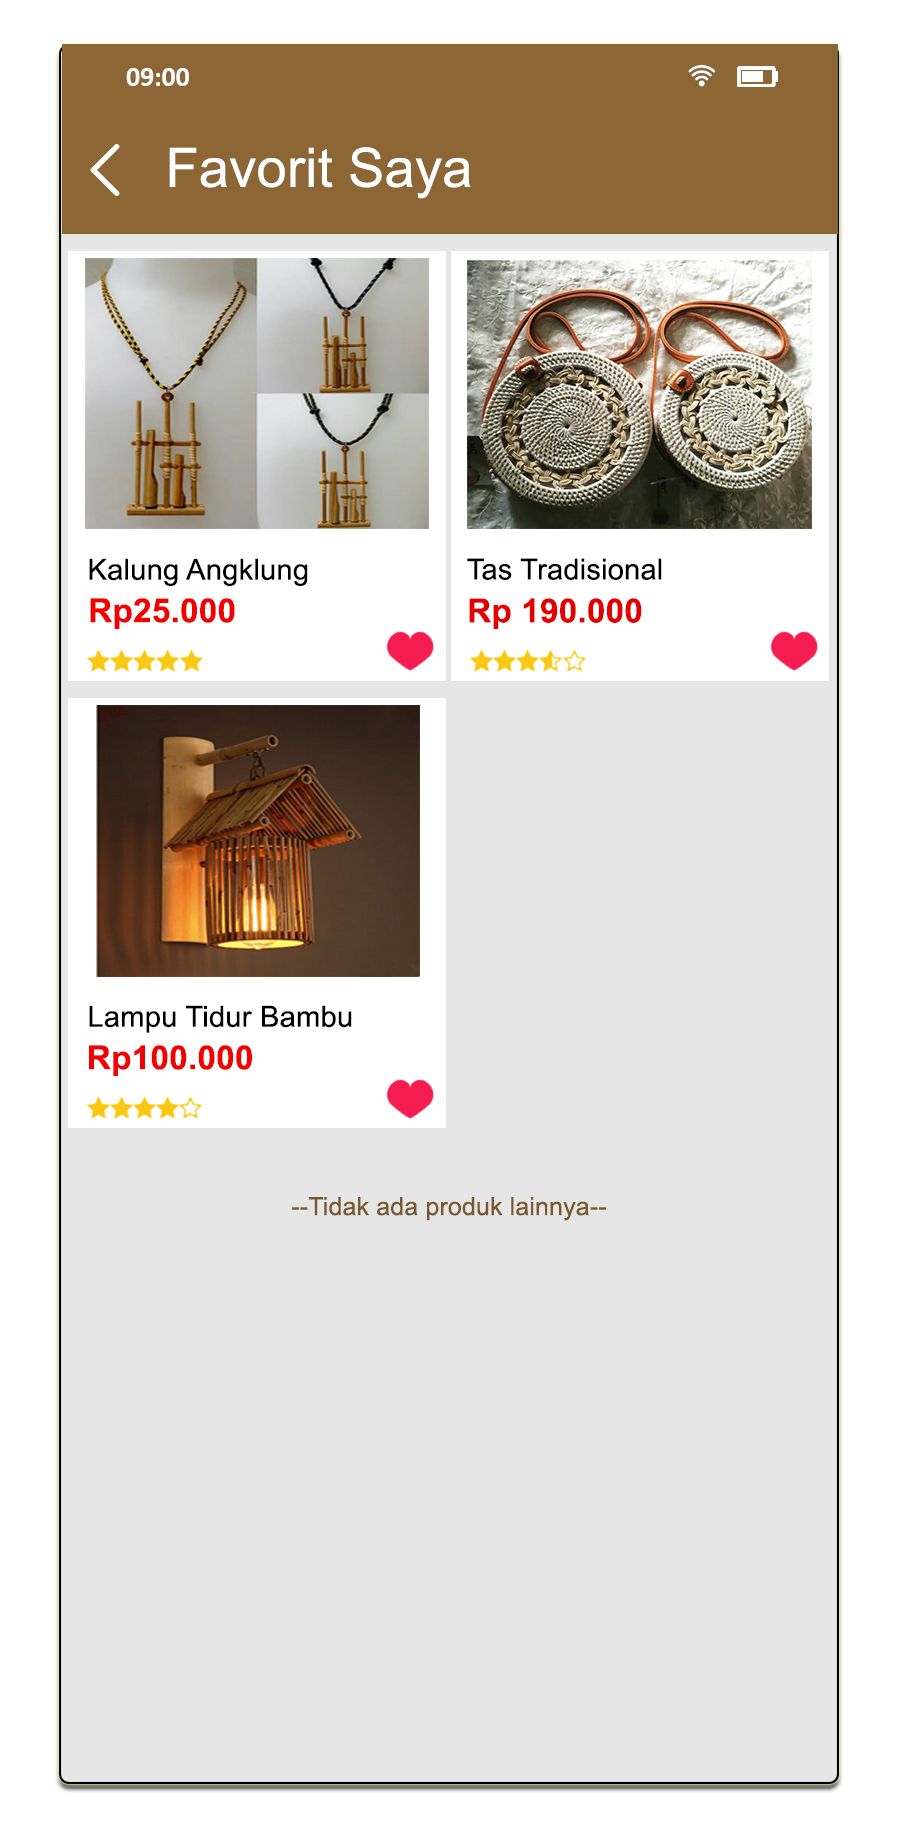 09:00
Favorit Saya
Kalung Angklung
Rp25.000
Tas Tradisional
Rp 190.000
Lampu Tidur Bambu
Rp100.000
--Tidak ada produk lainnya--